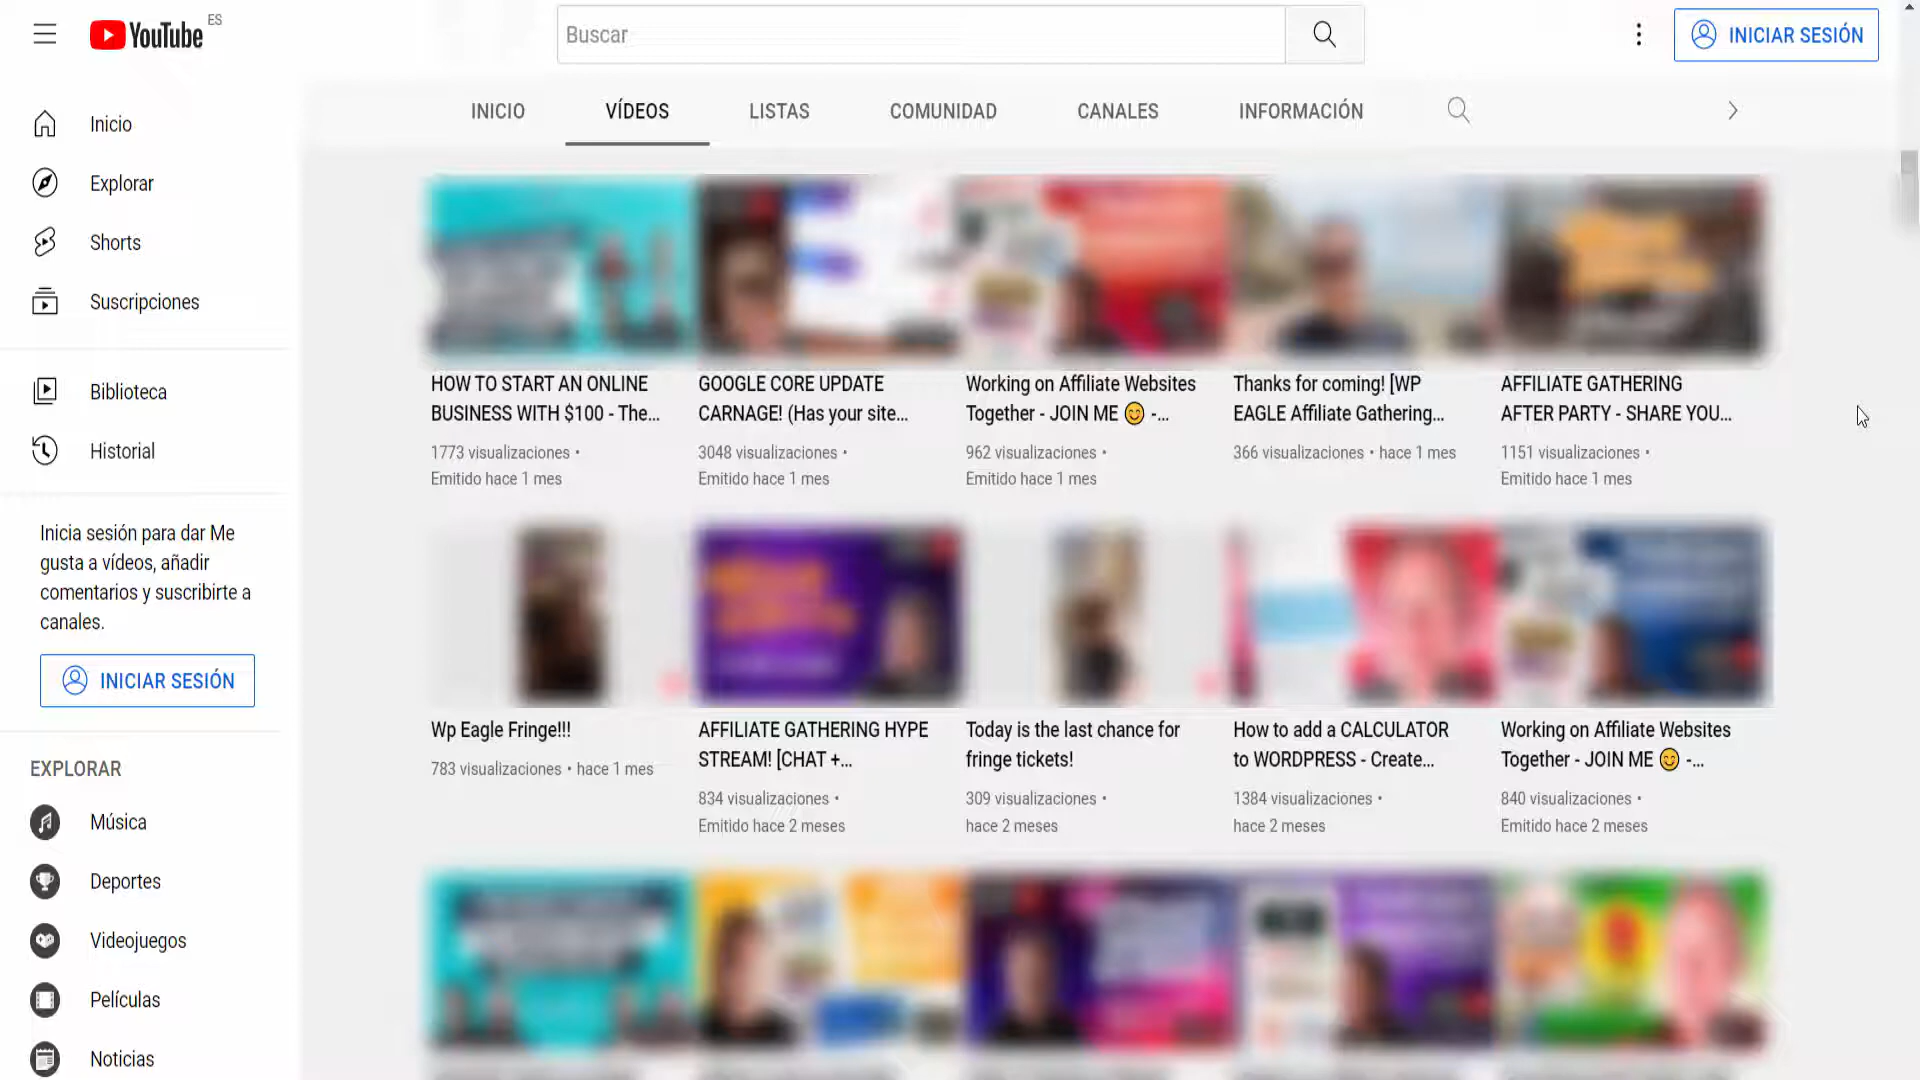 YouTube ES
Buscar
INICIAR SESIÓN
INICIO VÍDEOS LISTAS COMUNIDAD CANALES INFORMACIÓN
Inicio
Explorar
Shorts
Suscripciones
Biblioteca
Historial
Inicia sesión para dar Me
gusta a vídeos, añadir
comentarios y suscribirte a
canales.
INICIAR SESIÓN
EXPLORAR
Música
Deportes
Videojuegos
Películas
Noticias
HOW TO START AN ONLINE
BUSINESS WITH $100 - The...
1773 visualizaciones •
Emitido hace 1 mes
GOOGLE CORE UPDATE
CARNAGE! (Has your site...
3048 visualizaciones •
Emitido hace 1 mes
Working on Affiliate Websites
Together - JOIN ME 😊 -...
962 visualizaciones •
Emitido hace 1 mes
Thanks for coming! [WP
EAGLE Affiliate Gathering...
366 visualizaciones • hace 1 mes
AFFILIATE GATHERING
AFTER PARTY - SHARE YOU...
1151 visualizaciones •
Emitido hace 1 mes
Wp Eagle Fringe!!!
783 visualizaciones • hace 1 mes
AFFILIATE GATHERING HYPE
STREAM! [CHAT +...
834 visualizaciones •
Emitido hace 2 meses
Today is the last chance for
fringe tickets!
309 visualizaciones •
hace 2 meses
How to add a CALCULATOR
to WORDPRESS - Create...
1384 visualizaciones •
hace 2 meses
Working on Affiliate Websites
Together - JOIN ME 😊 -...
840 visualizaciones •
Emitido hace 2 meses